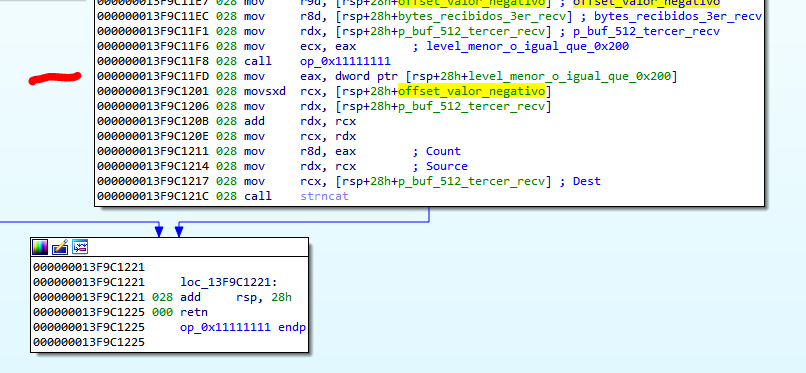 000000013F9C11E7 028 mov     r9d, [rsp+28h+offset_valor_negativo] ; offset_valor_negativo
000000013F9C11EC 028 mov     r8d, [rsp+28h+bytes_recibidos_3er_recv] ; bytes_recibidos_3er_recv
000000013F9C11F1 028 mov     rdx, [rsp+28h+p_buf_512_tercer_recv] ; p_buf_512_tercer_recv
000000013F9C11F6 028 mov     ecx, eax        ; level_menor_o_igual_que_0x200
000000013F9C11F8 028 call    op_0x11111111
000000013F9C11FD 028 mov     eax, dword ptr [rsp+28h+level_menor_o_igual_que_0x200]
000000013F9C1201 028 movsxd  rcx, [rsp+28h+offset_valor_negativo]
000000013F9C1206 028 mov     rdx, [rsp+28h+p_buf_512_tercer_recv]
000000013F9C120B 028 add     rdx, rcx
000000013F9C120E 028 mov     rcx, rdx
000000013F9C1211 028 mov     r8d, eax        ; Count
000000013F9C1214 028 mov     rdx, rcx        ; Source
000000013F9C1217 028 mov     rcx, [rsp+28h+p_buf_512_tercer_recv] ; Dest
000000013F9C121C 028 call    strncat
000000013F9C1221
000000013F9C1221     loc_13F9C1221:
000000013F9C1221 028 add     rsp, 28h
000000013F9C1225 000 retn
000000013F9C1225     op_0x11111111 endp
000000013F9C1225